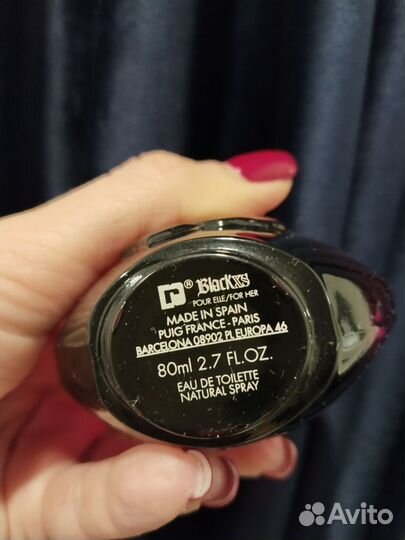 ® BlackXS
POUR ELLE/FOR HER
MADE IN SPAIN
PUIG FRANCE - PARIS
BARCELONA 08902 PL EUROPA 46
80ml 2.7 FL.OZ.
EAU DE TOILETTE
NATURAL SPRAY
Avito